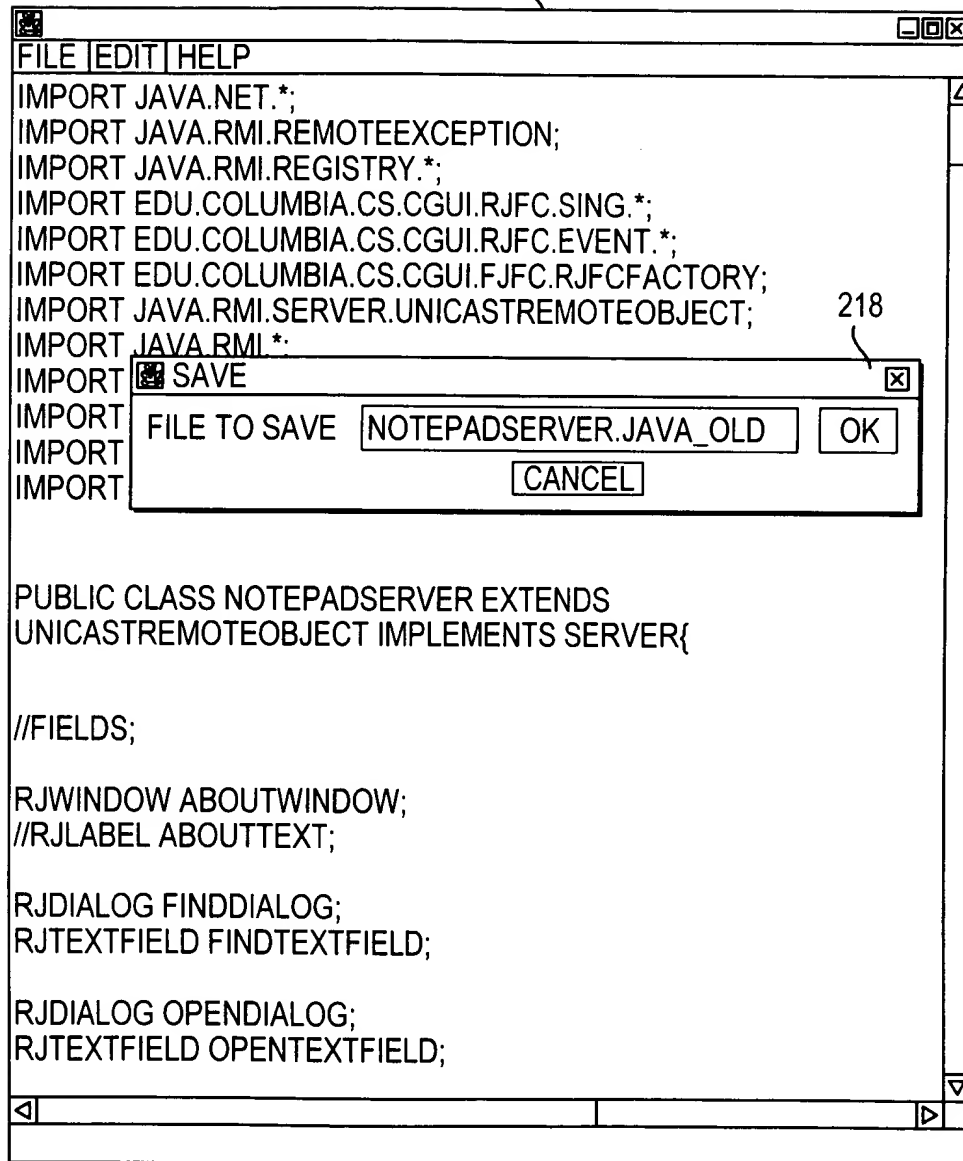 FILE EDIT HELP
IMPORT JAVA.NET.*;
IMPORT JAVA.RMI.REMOTEEXCEPTION;
IMPORT JAVA.RMI.REGISTRY.*;
IMPORT EDU.COLUMBIA.CS.CGUI.RJFC.SING.*;
IMPORT EDU.COLUMBIA.CS.CGUI.RJFC.EVENT.*;
IMPORT EDU.COLUMBIA.CS.CGUI.FJFC.RJFCFACTORY;
IMPORT JAVA.RMI.SERVER.UNICASTREMOTEOBJECT;
218
IMPORT JAVA.RMI.*;
IMPORT
SAVE
IMPORT
FILE TO SAVE NOTEPADSERVER.JAVA_OLD OK
IMPORT
CANCEL
IMPORT
PUBLIC CLASS NOTEPADSERVER EXTENDS
UNICASTREMOTEOBJECT IMPLEMENTS SERVER{
//FIELDS;
RJWINDOW ABOUTWINDOW;
//RJLABEL ABOUTTEXT;
RJDIALOG FINDDIALOG;
RJTEXTFIELD FINDTEXTFIELD;
RJDIALOG OPENDIALOG;
RJTEXTFIELD OPENTEXTFIELD;